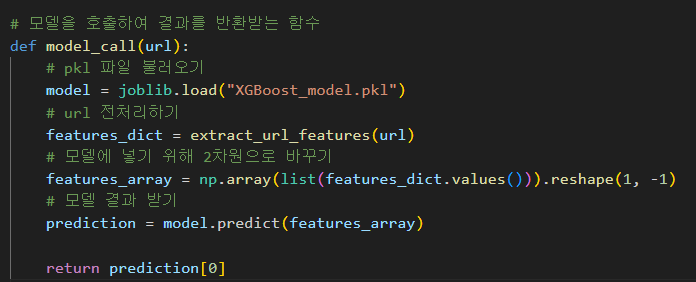 # 모델을 호출하여 결과를 반환받는 함수
def model_call(url):
    # pkl 파일 불러오기
    model = joblib.load("XGBoost_model.pkl")
    # url 전처리하기
    features_dict = extract_url_features(url)
    # 모델에 넣기 위해 2차원으로 바꾸기
    features_array = np.array(list(features_dict.values())).reshape(1, -1)
    # 모델 결과 받기
    prediction = model.predict(features_array)
    return prediction[0]